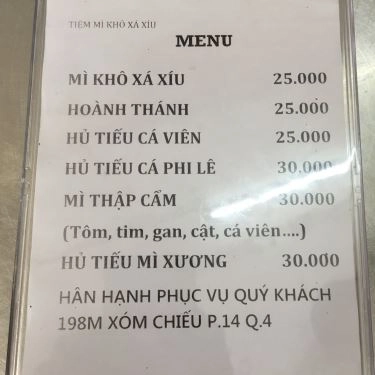 TIỆM MÌ KHÔ XÁ XÍU
MENU
MÌ KHÔ XÁ XÍU 25.000
HOÀNH THÁNH 25.000
HỦ TIẾU CÁ VIÊN 25.000
HỦ TIẾU CÁ PHI LÊ 30.000
MÌ THẬP CẨM 30.000
(Tôm, tim, gan, cật, cá viên....)
HỦ TIẾU MÌ XƯƠNG 30.000
HÂN HẠNH PHỤC VỤ QUÝ KHÁCH
198M XÓM CHIẾU P.14 Q.4